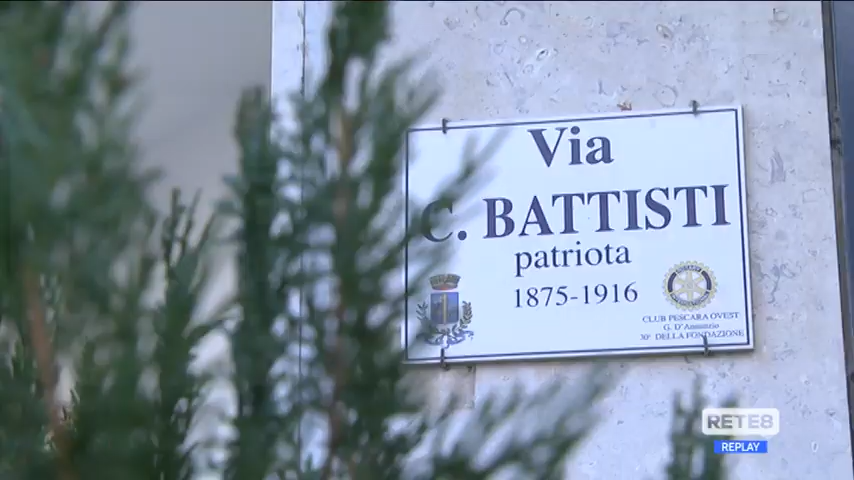 Via
C. BATTISTI
patriota
1875-1916
CLUB PESCARA OVEST
G. D'Annunzio
30° DELLA FONDAZIONE
RETE8
REPLAY